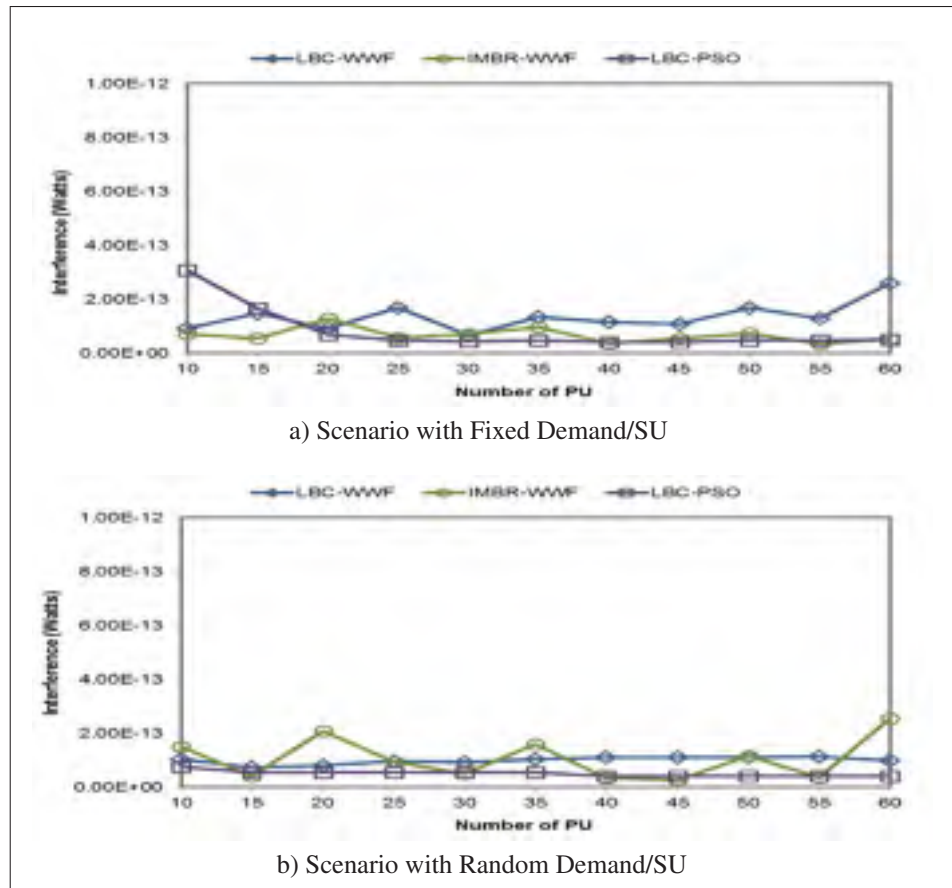 LBC-WWF IMBR-WWF LBC-PSO
1.00E-12
8.00E-13
6.00E-13
4.00E-13
2.00E-13
0.00E+00
Interference (Watts)
10 15 20 25 30 35 40 45 50 55 60
Number of PU
a) Scenario with Fixed Demand/SU
LBC-WWF IMBR-WWF LBC-PSO
1.00E-12
8.00E-13
6.00E-13
4.00E-13
2.00E-13
0.00E+00
Interference (Watts)
10 15 20 25 30 35 40 45 50 55 60
Number of PU
b) Scenario with Random Demand/SU